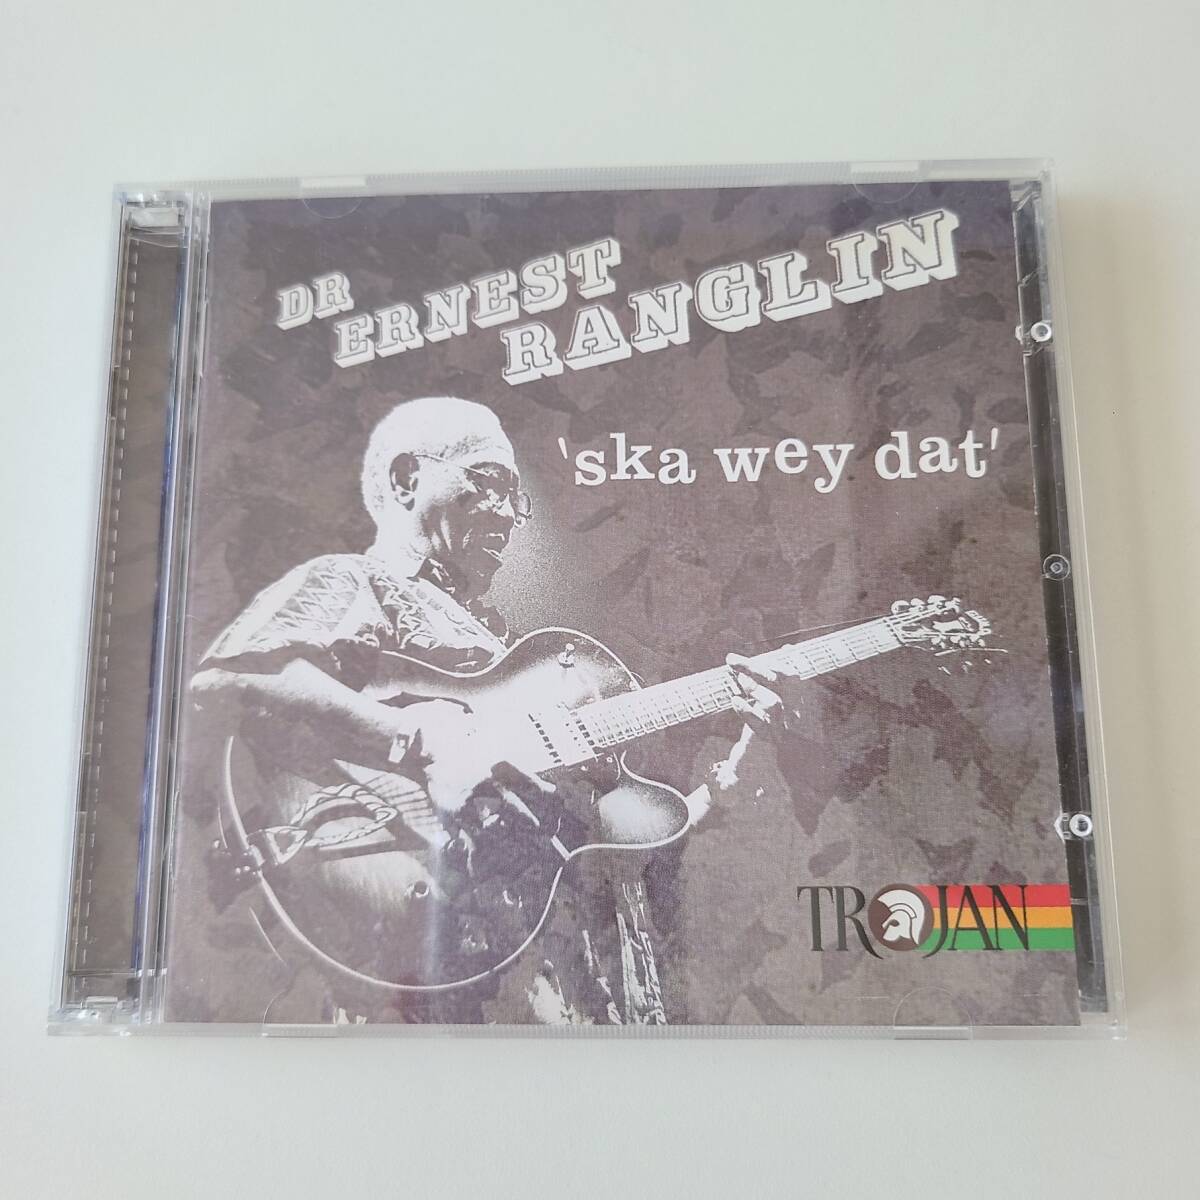 DR
ERNEST
RANGLIN
'ska wey dat'
TROJAN